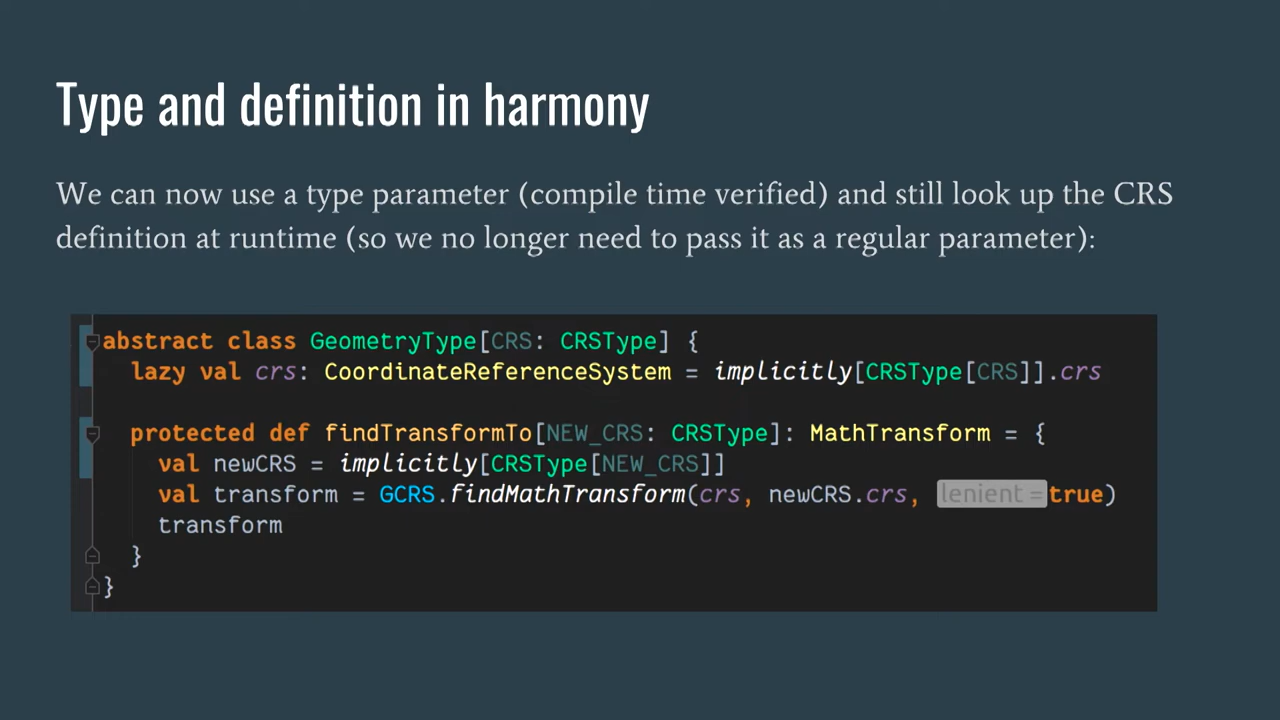 Type and definition in harmony
We can now use a type parameter (compile time verified) and still look up the CRS
definition at runtime (so we no longer need to pass it as a regular parameter):
abstract class GeometryType[CRS: CRSType] {
  lazy val crs: CoordinateReferenceSystem = implicitly[CRSType[CRS]].crs
  protected def findTransformTo[NEW_CRS: CRSType]: MathTransform = {
    val newCRS = implicitly[CRSType[NEW_CRS]]
    val transform = GCRS.findMathTransform(crs, newCRS.crs, lenient = true)
    transform
  }
}